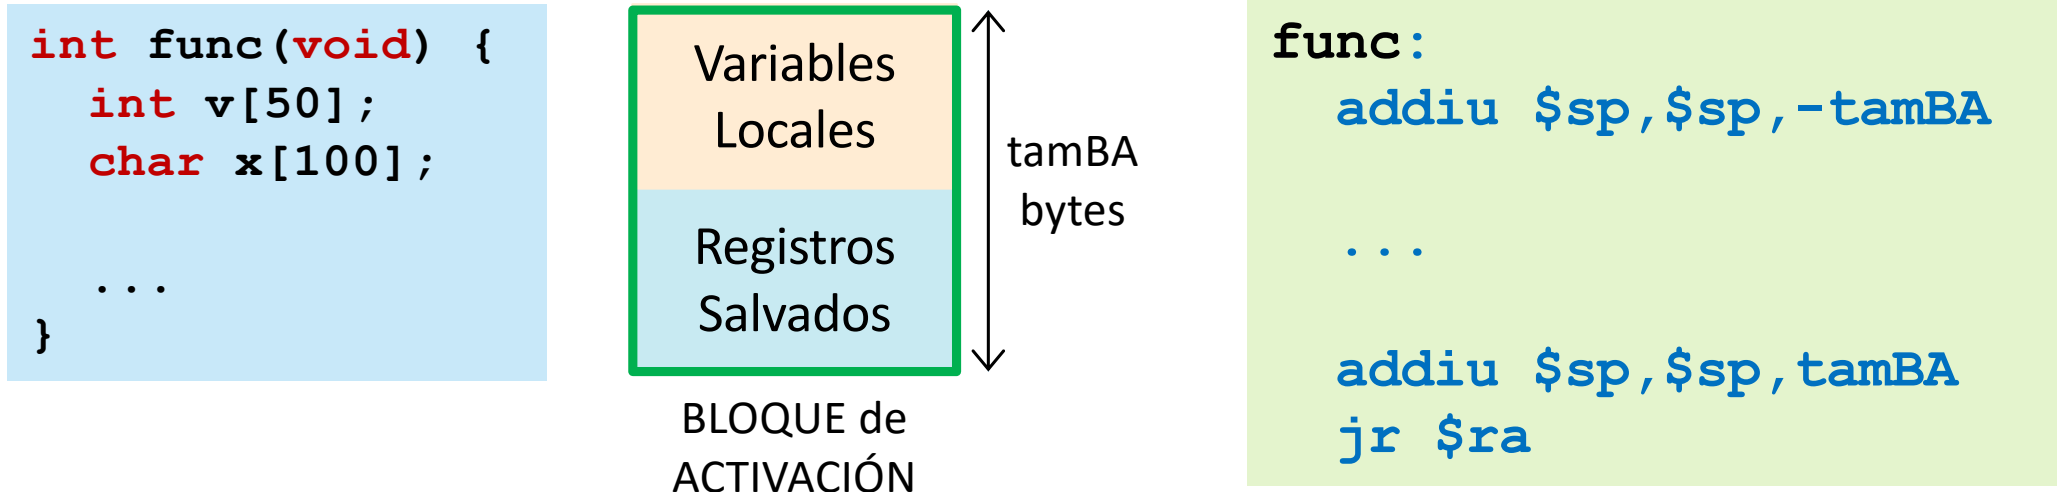 int func(void) {
int v[50];
char x[100];
...
}
Variables
Locales
Registros
Salvados
BLOQUE de
ACTIVACIÓN
tamBA
bytes
func:
addiu $sp,$sp,-tamBA
...
addiu $sp,$sp,tamBA
jr $ra